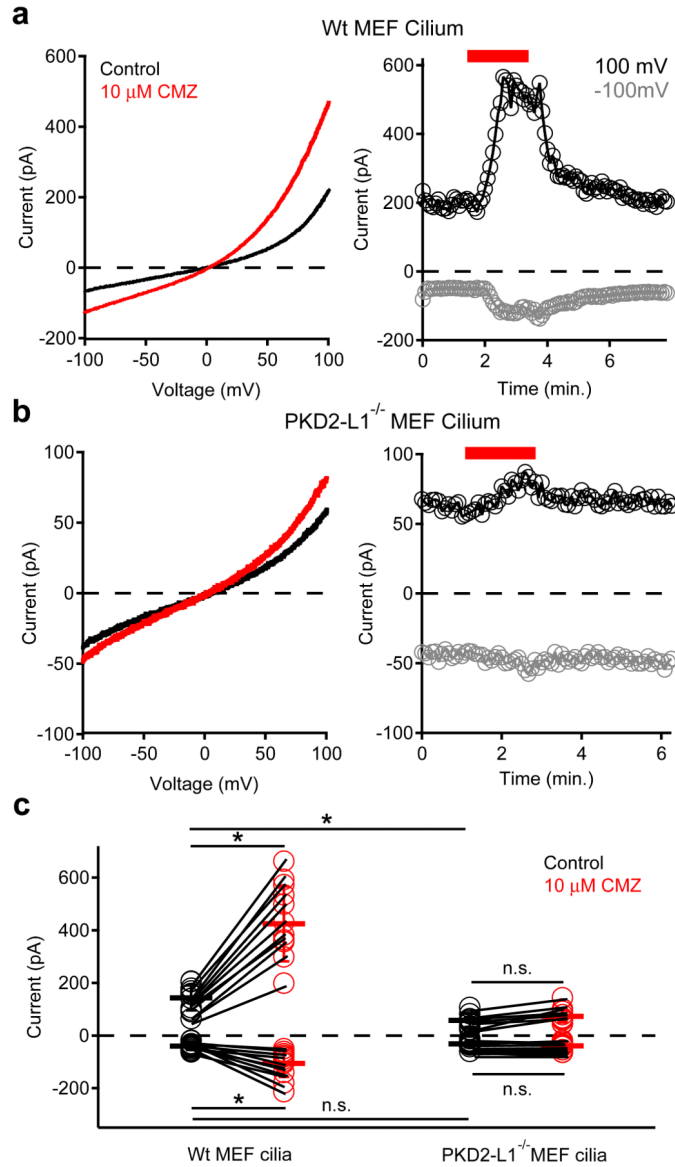 a
Wt MEF Cilium
Control
10 μM CMZ
Current (pA)
600
400
200
0
-200
-100
-50
0
50
100
Voltage (mV)
100 mV
-100mV
Current (pA)
600
400
200
0
-200
0
2
4
6
Time (min.)
b
PKD2-L1-/- MEF Cilium
Current (pA)
100
50
0
-50
-100
-100
-50
0
50
100
Voltage (mV)
Current (pA)
100
50
0
-50
-100
0
2
4
6
Time (min.)
c
*
*
Control
10 μM CMZ
n.s.
Current (pA)
600
400
200
0
-200
n.s.
*
n.s.
Wt MEF cilia
PKD2-L1-/-MEF cilia